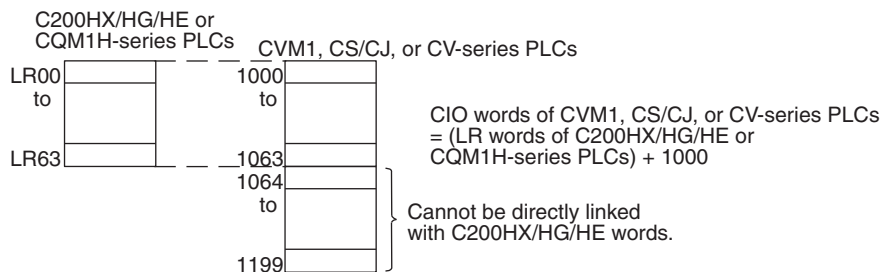 C200HX/HG/HE or
CQM1H-series PLCs
CVM1, CS/CJ, or CV-series PLCs
LR00
to
LR63
1000
to
1063
1064
to
1199
CIO words of CVM1, CS/CJ, or CV-series PLCs
= (LR words of C200HX/HG/HE or
CQM1H-series PLCs) + 1000
Cannot be directly linked
with C200HX/HG/HE words.